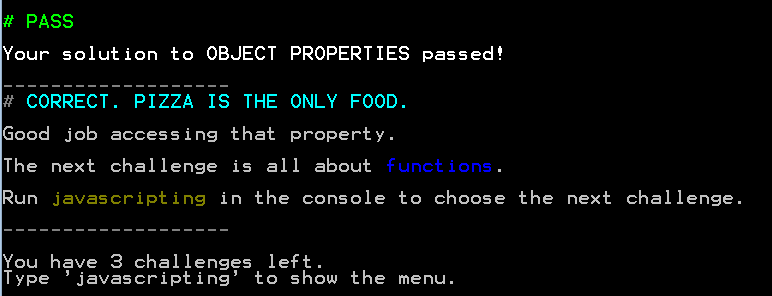 # PASS
Your solution to OBJECT PROPERTIES passed!
-------------------
# CORRECT. PIZZA IS THE ONLY FOOD.
Good job accessing that property.
The next challenge is all about functions.
Run javascripting in the console to choose the next challenge.
-------------------
You have 3 challenges left.
Type 'javascripting' to show the menu.